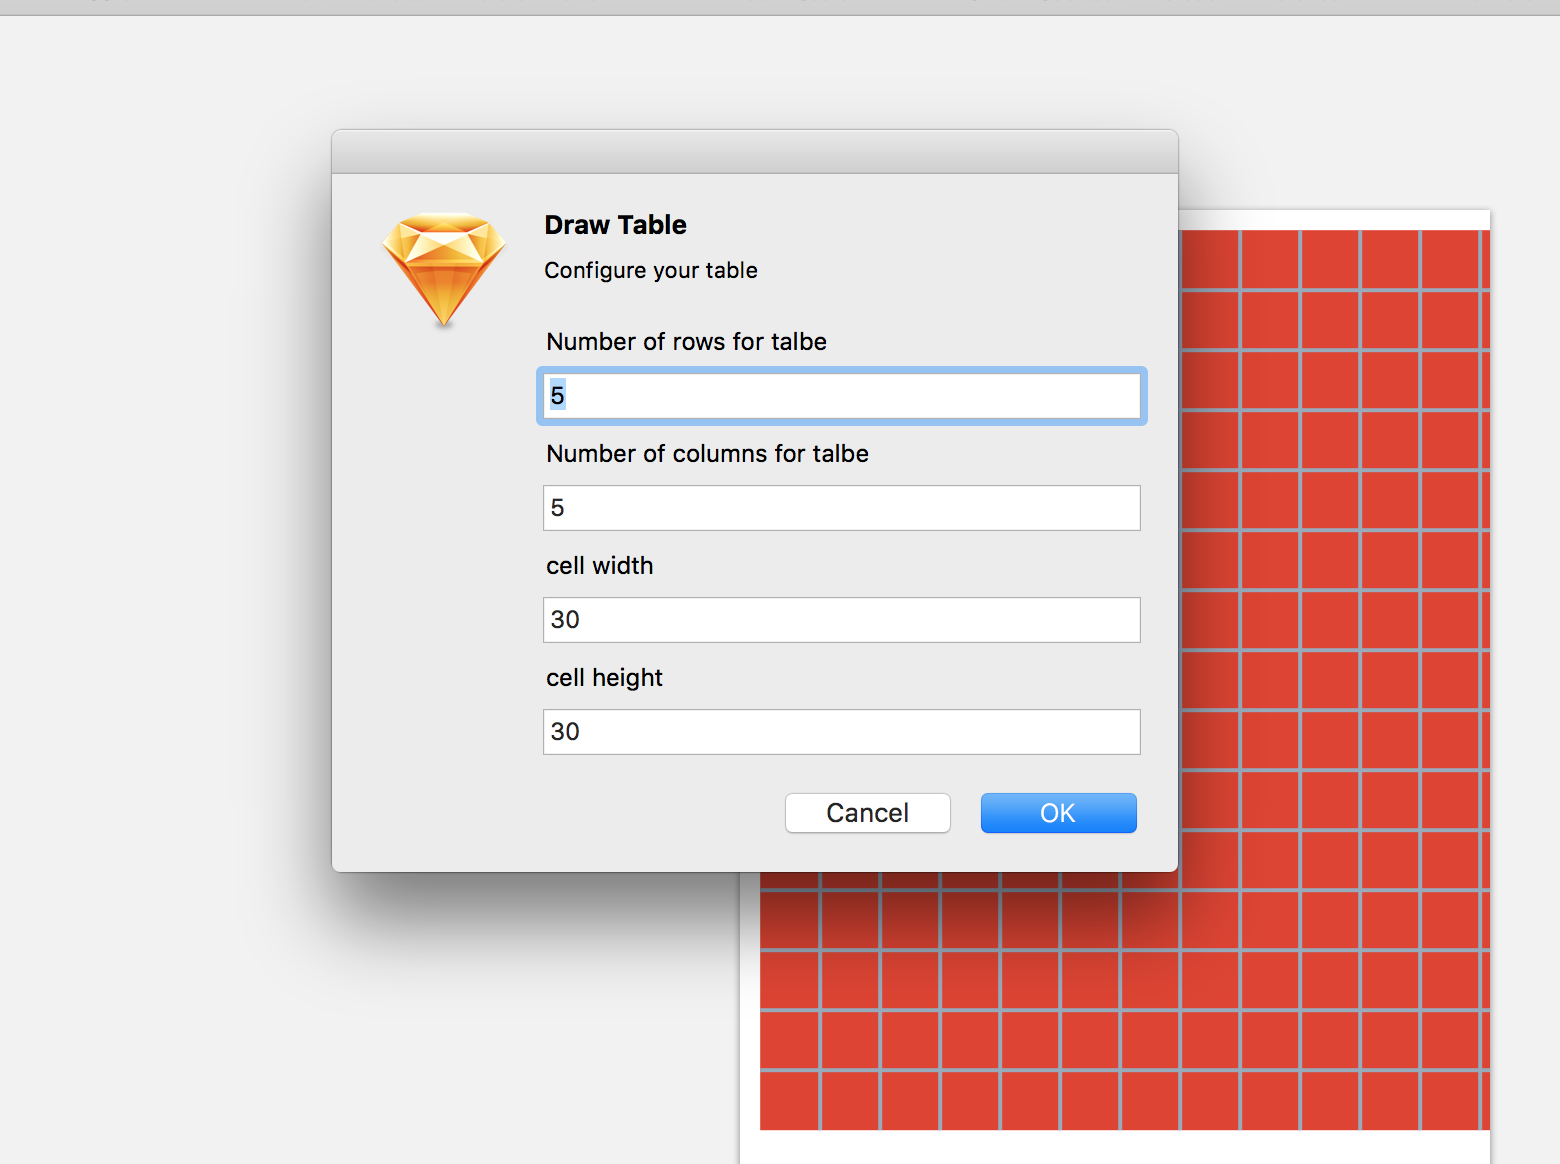 Draw Table
Configure your table
Number of rows for talbe
5
Number of columns for talbe
5
cell width
30
cell height
30
Cancel
OK